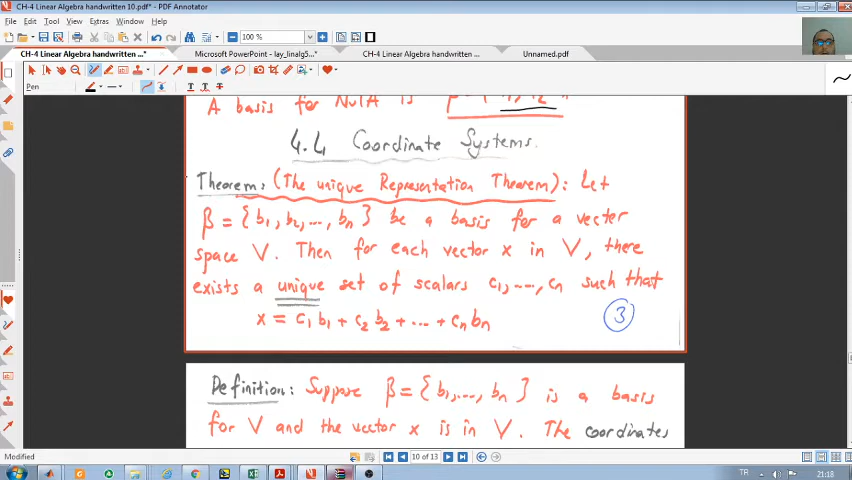 CH-4 Linear Algebra handwritten 10.pdf* - PDF Annotator
File Edit Tool View Extras Window Help
100 %
CH-4 Linear Algebra handwritten ..* Microsoft PowerPoint - lay_linalg5...* CH-4 Linear Algebra handwritten ... Unnamed.pdf
Pen
A basis for NulA is
4.4 Coordinate Systems.
Theorem: (The unique Representation Theorem): Let
β = {b1, b2, ..., bn} be a basis for a vector
space V. Then for each vector x in V, there
exists a unique set of scalars c1, ..., cn such that
x = c1 b1 + c2 b2 + ... + cn bn
3
Definition: Suppose β = {b1, ..., bn} is a basis
for V and the vector x is in V. The coordinates
Modified 10 of 13
TR 21:18